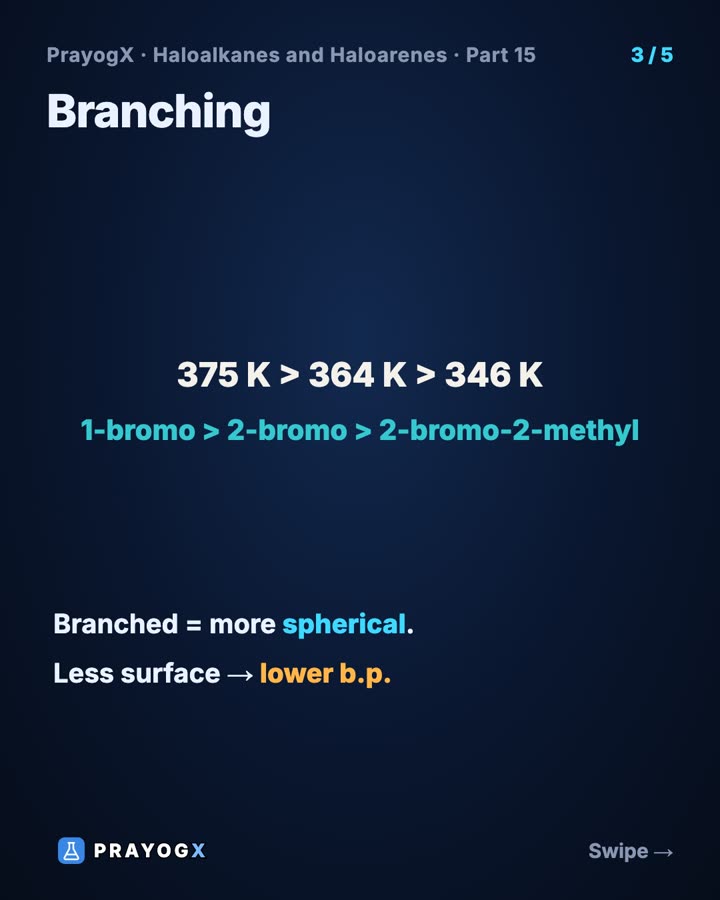 PrayogX · Haloalkanes and Haloarenes · Part 15 3 / 5
Branching
375 K > 364 K > 346 K
1-bromo > 2-bromo > 2-bromo-2-methyl
Branched = more spherical.
Less surface → lower b.p.
PRAYOGX Swipe →